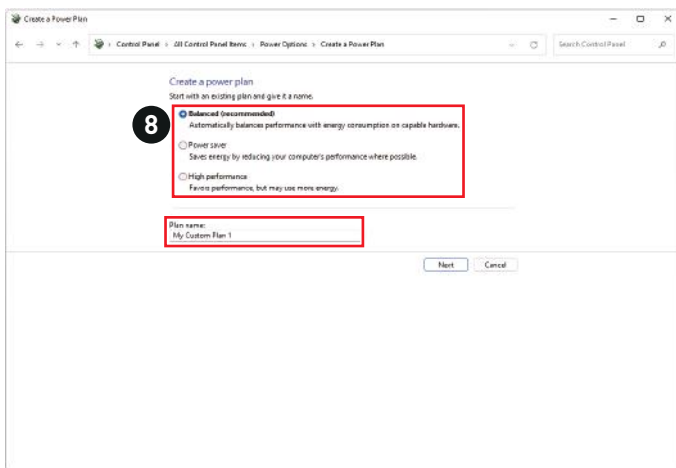 Create a Power Plan
Control Panel > All Control Panel Items > Power Options > Create a Power Plan
Search Control Panel
Create a power plan
Start with an existing plan and give it a name.
8
Balanced (recommended)
Automatically balances performance with energy consumption on capable hardware.
Power saver
Saves energy by reducing your computer's performance where possible.
High performance
Favors performance, but may use more energy.
Plan name:
My Custom Plan 1
Next Cancel